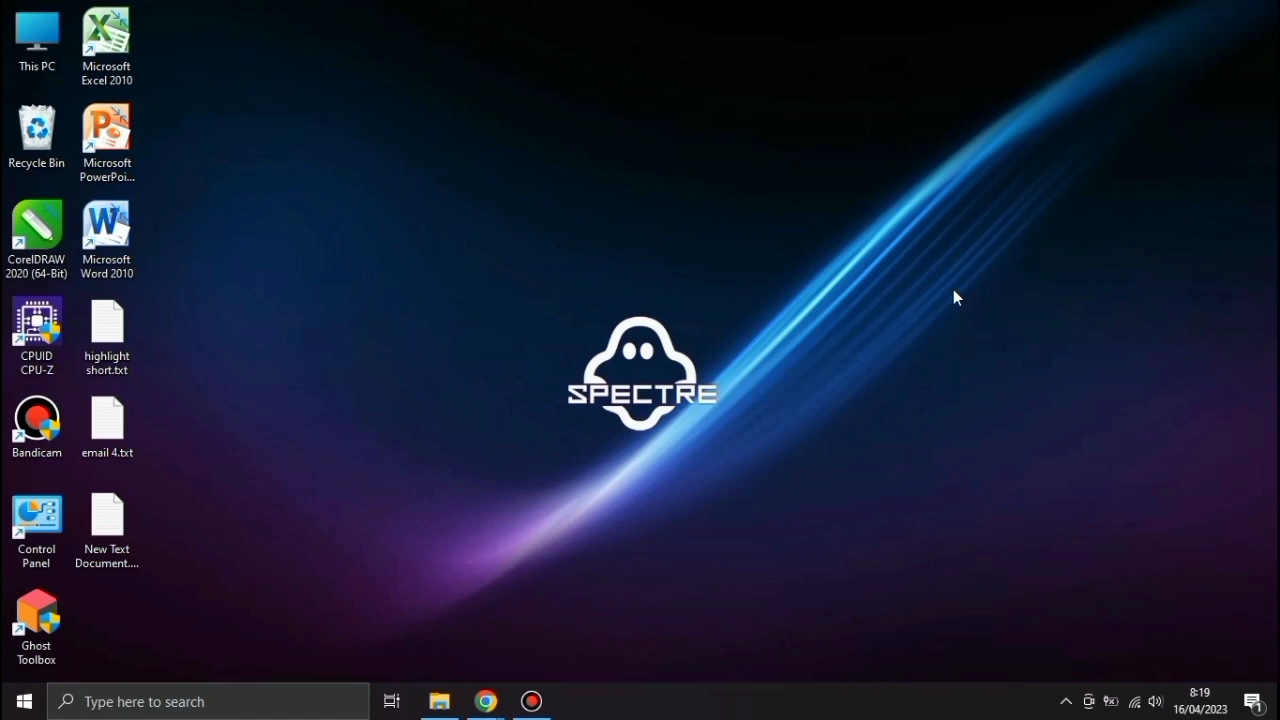 This PC
Microsoft
Excel 2010
Recycle Bin
Microsoft
PowerPoi...
CorelDRAW
2020 (64-Bit)
Microsoft
Word 2010
CPUID
CPU-Z
highlight
short.txt
Bandicam
email 4.txt
Control
Panel
New Text
Document....
Ghost
Toolbox
SPECTRE
Type here to search
8:19
16/04/2023
1